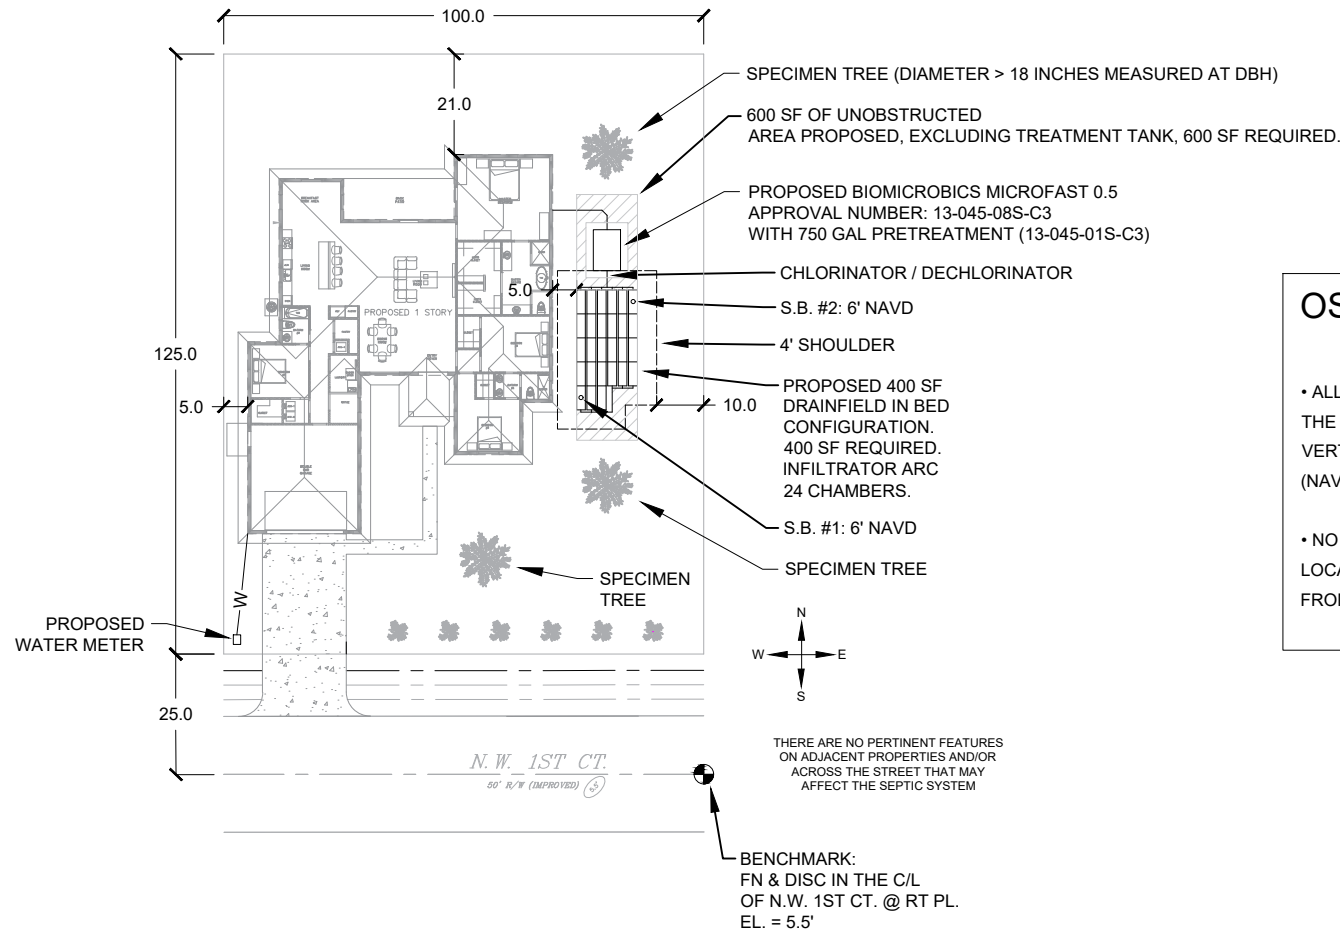 100.0
21.0
SPECIMEN TREE (DIAMETER > 18 INCHES MEASURED AT DBH)
600 SF OF UNOBSTRUCTED
AREA PROPOSED, EXCLUDING TREATMENT TANK, 600 SF REQUIRED.
PROPOSED BIOMICROBICS MICROFAST 0.5
APPROVAL NUMBER: 13-045-08S-C3
WITH 750 GAL PRETREATMENT (13-045-01S-C3)
CHLORINATOR / DECHLORINATOR
5.0
S.B. #2: 6' NAVD
PROPOSED 1 STORY
4' SHOULDER
125.0
5.0
10.0
PROPOSED 400 SF
DRAINFIELD IN BED
CONFIGURATION.
400 SF REQUIRED.
INFILTRATOR ARC
24 CHAMBERS.
S.B. #1: 6' NAVD
SPECIMEN TREE
SPECIMEN
TREE
W
PROPOSED
WATER METER
N
W
E
S
25.0
N.W. 1ST CT.
50' R/W (IMPROVED)
5.5'
THERE ARE NO PERTINENT FEATURES
ON ADJACENT PROPERTIES AND/OR
ACROSS THE STREET THAT MAY
AFFECT THE SEPTIC SYSTEM
BENCHMARK:
FN & DISC IN THE C/L
OF N.W. 1ST CT. @ RT PL.
EL. = 5.5'
OS
• ALL
THE
VERT
(NAV
• NO
LOCA
FROM